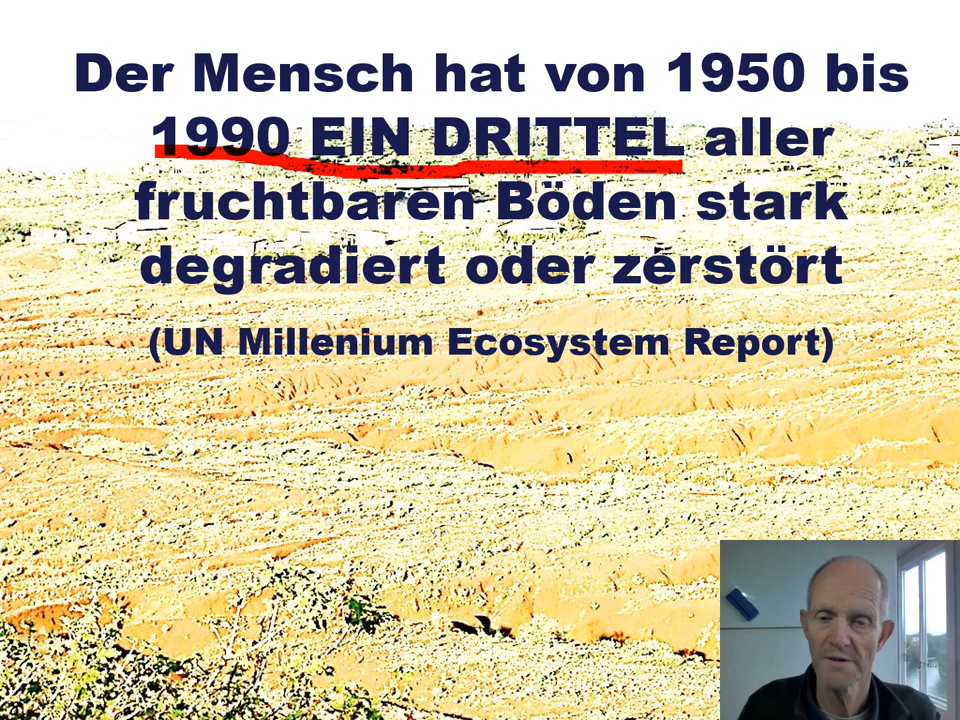 Der Mensch hat von 1950 bis
1990 EIN DRITTEL aller
fruchtbaren Böden stark
degradiert oder zerstört
(UN Millenium Ecosystem Report)